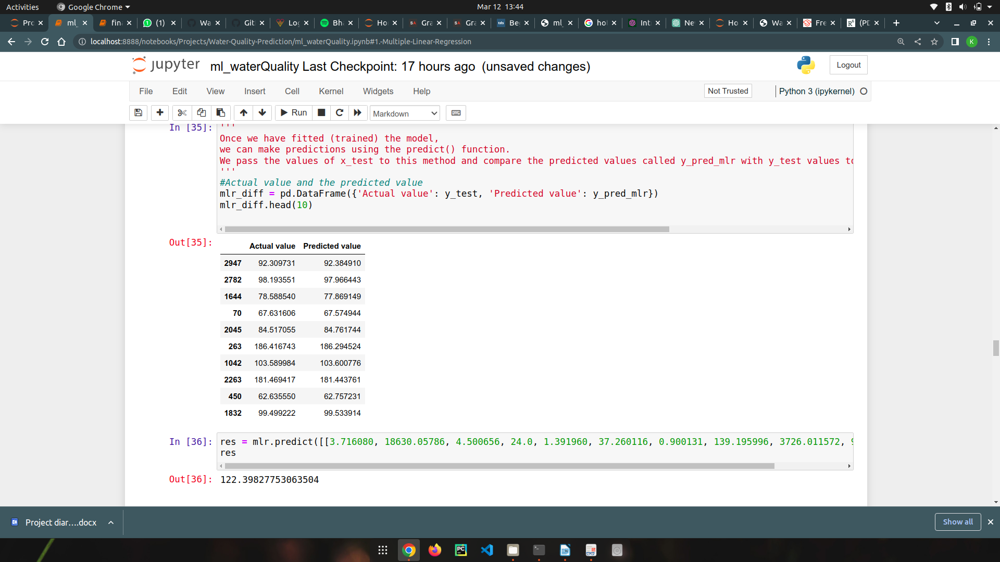 Activities Google Chrome Mar 12 13:44
Pro ml_ fin (1) Wa Git Log Bha Ho Gra Gra Be ml_ hol Int Ne Ho Wa Fre (PD
localhost:8888/notebooks/Projects/Water-Quality-Prediction/ml_waterQuality.ipynb#1.-Multiple-Linear-Regression K
jupyter ml_waterQuality Last Checkpoint: 17 hours ago (unsaved changes) Logout
File Edit View Insert Cell Kernel Widgets Help Not Trusted Python 3 (ipykernel)
Run Markdown
In [35]: '''
Once we have fitted (trained) the model,
we can make predictions using the predict() function.
We pass the values of x_test to this method and compare the predicted values called y_pred_mlr with y_test values to
'''
#Actual value and the predicted value
mlr_diff = pd.DataFrame({'Actual value': y_test, 'Predicted value': y_pred_mlr})
mlr_diff.head(10)
Out[35]:
Actual value Predicted value
2947 92.309731 92.384910
2782 98.193551 97.966443
1644 78.588540 77.869149
70 67.631606 67.574944
2045 84.517055 84.761744
263 186.416743 186.294524
1042 103.589984 103.600776
2263 181.469417 181.443761
450 62.635550 62.757231
1832 99.499222 99.533914
In [36]: res = mlr.predict([[3.716080, 18630.05786, 4.500656, 24.0, 1.391960, 37.260116, 0.900131, 139.195996, 3726.011572,
res
Out[36]: 122.39827753063504
Project diar....docx Show all